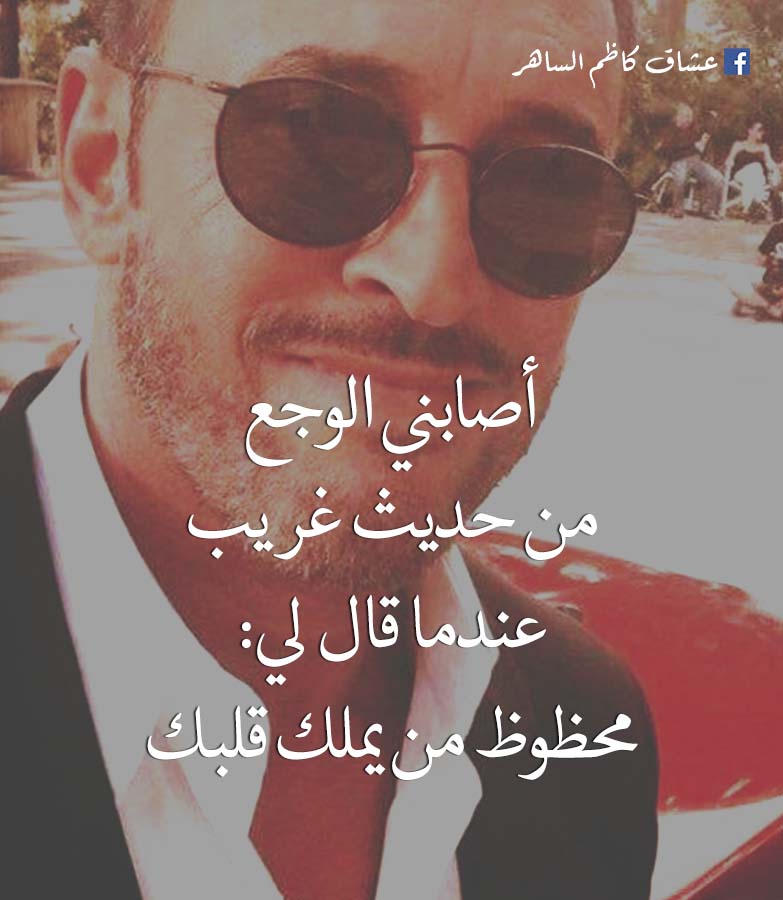 عشاق كاظم الساهر
أصابني الوجع
من حديث غريب
عندما قال لي:
محظوظ من يملك قلبك